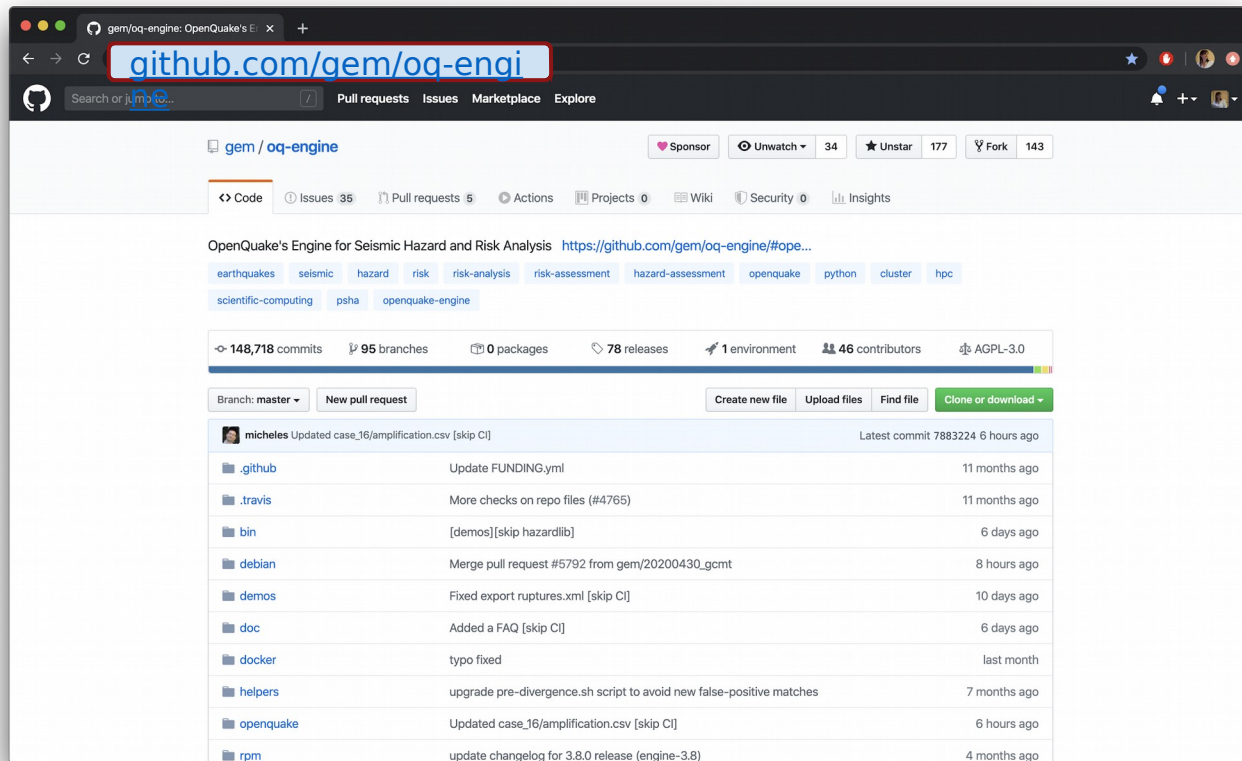 gem/oq-engine: OpenQuake's E
github.com/gem/oq-engi
ne
Search or jump to... / Pull requests Issues Marketplace Explore
gem / oq-engine Sponsor Unwatch 34 Unstar 177 Fork 143
Code Issues 35 Pull requests 5 Actions Projects 0 Wiki Security 0 Insights
OpenQuake's Engine for Seismic Hazard and Risk Analysis https://github.com/gem/oq-engine/#ope...
earthquakes seismic hazard risk risk-analysis risk-assessment hazard-assessment openquake python cluster hpc
scientific-computing psha openquake-engine
148,718 commits 95 branches 0 packages 78 releases 1 environment 46 contributors AGPL-3.0
Branch: master New pull request Create new file Upload files Find file Clone or download
micheles Updated case_16/amplification.csv [skip CI] Latest commit 7883224 6 hours ago
.github Update FUNDING.yml 11 months ago
.travis More checks on repo files (#4765) 11 months ago
bin [demos][skip hazardlib] 6 days ago
debian Merge pull request #5792 from gem/20200430_gcmt 8 hours ago
demos Fixed export ruptures.xml [skip CI] 10 days ago
doc Added a FAQ [skip CI] 6 days ago
docker typo fixed last month
helpers upgrade pre-divergence.sh script to avoid new false-positive matches 7 months ago
openquake Updated case_16/amplification.csv [skip CI] 6 hours ago
rpm update changelog for 3.8.0 release (engine-3.8) 4 months ago